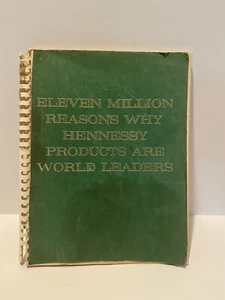 ELEVEN MILLION
REASONS WHY
HENNESSY
PRODUCTS ARE
WORLD LEADERS